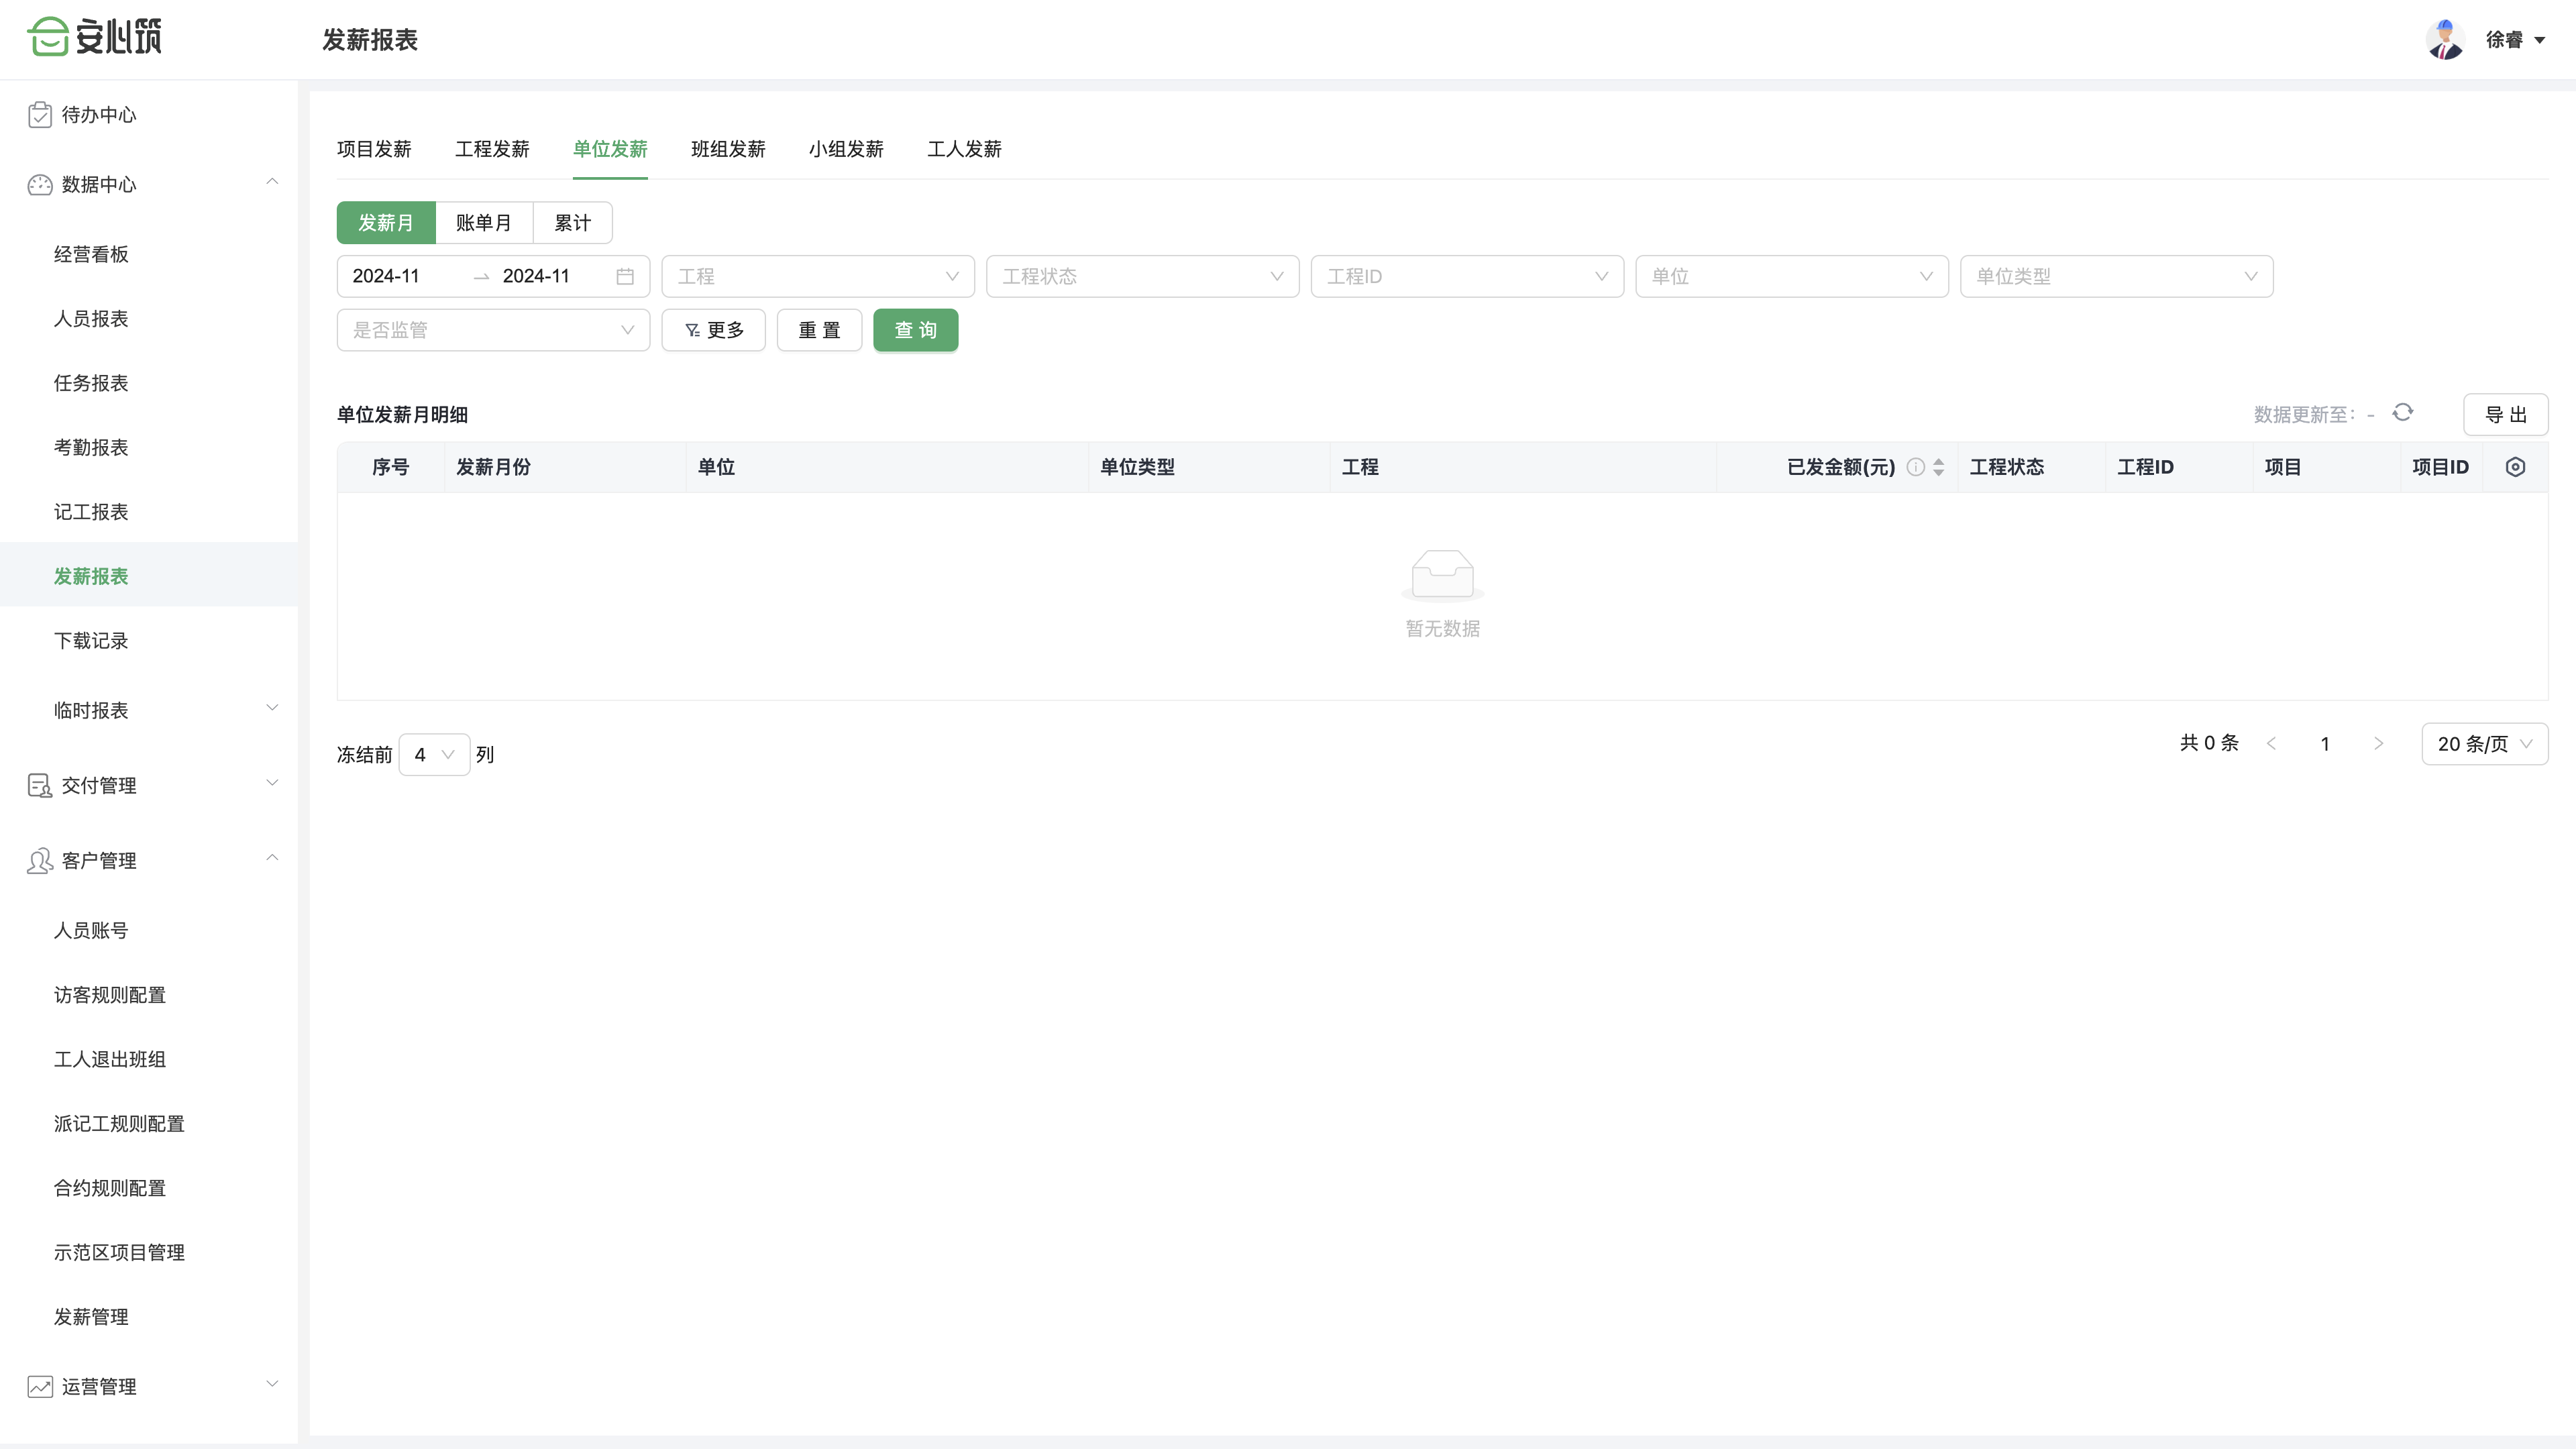 安心筑
发薪报表
徐睿
待办中心
数据中心
经营看板
人员报表
任务报表
考勤报表
记工报表
发薪报表
下载记录
临时报表
交付管理
客户管理
人员账号
访客规则配置
工人退出班组
派记工规则配置
合约规则配置
示范区项目管理
发薪管理
运营管理
项目发薪 工程发薪 单位发薪 班组发薪 小组发薪 工人发薪
发薪月 账单月 累计
2024-11 2024-11 工程 工程状态 工程ID 单位 单位类型
是否监管 更多 重 置 查 询
单位发薪月明细 数据更新至：- 导 出
序号 发薪月份 单位 单位类型 工程 已发金额(元) 工程状态 工程ID 项目 项目ID
暂无数据
冻结前 4 列 共 0 条 1 20 条/页